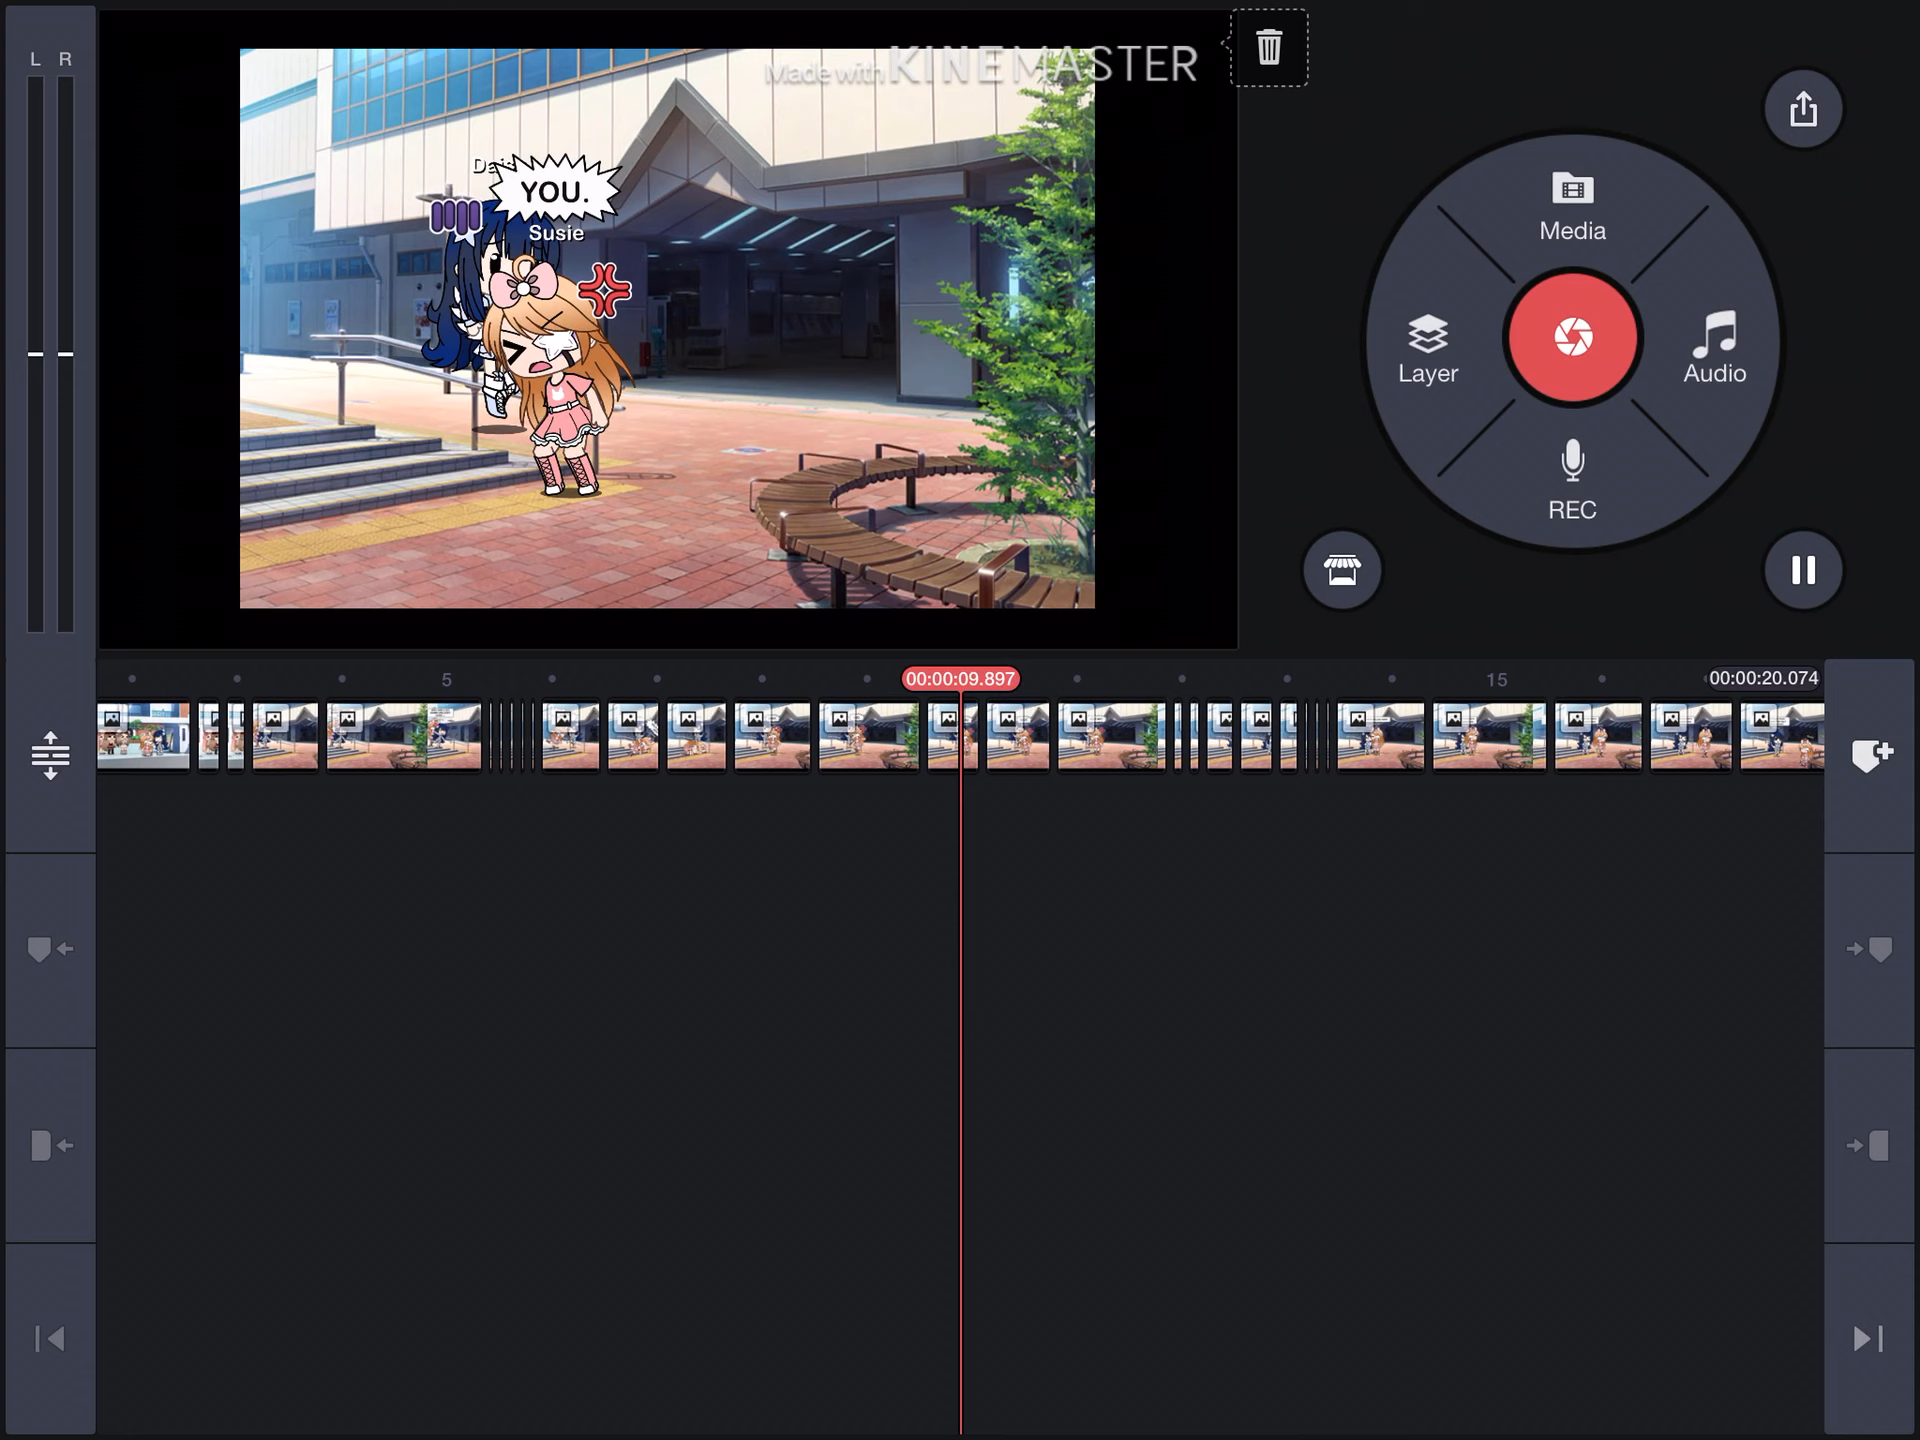 L R
Made with KINEMASTER
YOU.
Susie
Media
Layer
Audio
REC
5
00:00:09.897
15
00:00:20.074